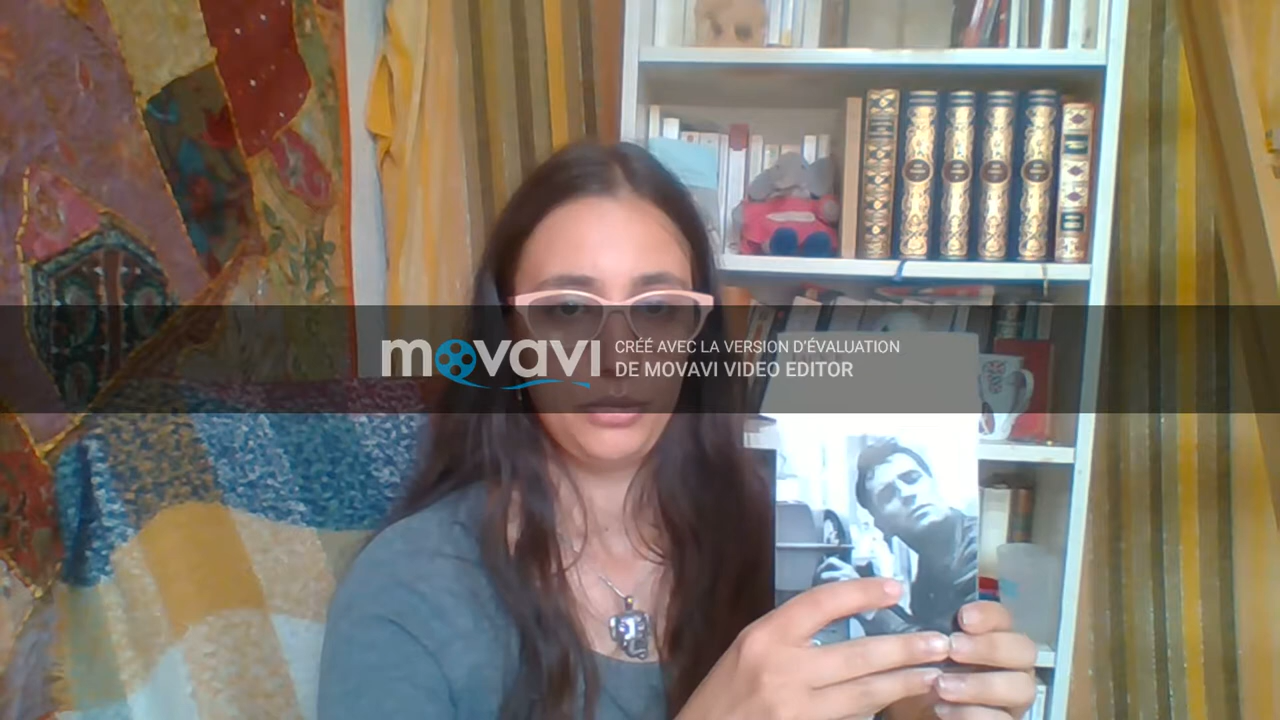 movavi
CRÉÉ AVEC LA VERSION D'ÉVALUATION
DE MOVAVI VIDEO EDITOR